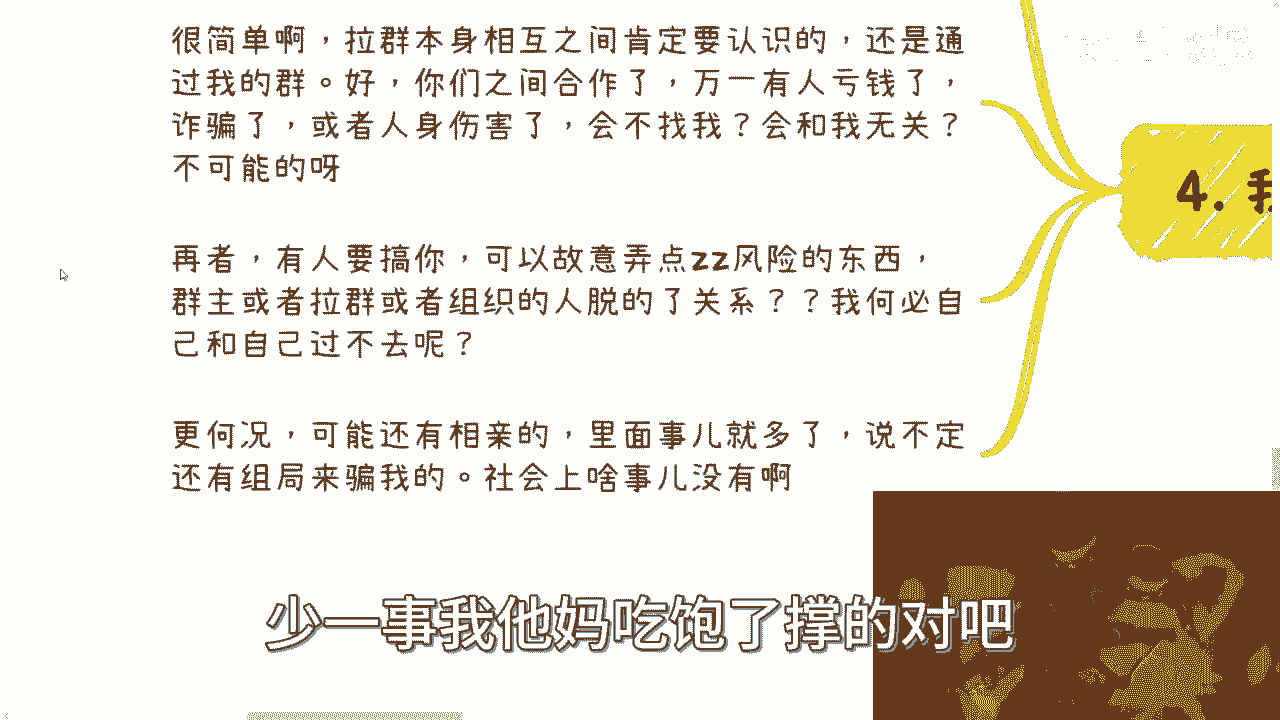 很简单啊，拉群本身相互之间肯定要认识的，还是通
过我的群。好，你们之间合作了，万一有人亏钱了，
诈骗了，或者人身伤害了，会不找我？会和我无关？
不可能的呀
再者，有人要搞你，可以故意弄点zz风险的东西，
群主或者拉群或者组织的人脱的了关系？？我何必自
己和自己过不去呢？
更何况，可能还有相亲的，里面事儿就多了，说不定
还有组局来骗我的。社会上啥事儿没有啊
4. 我
少一事我他妈吃饱了撑的对吧